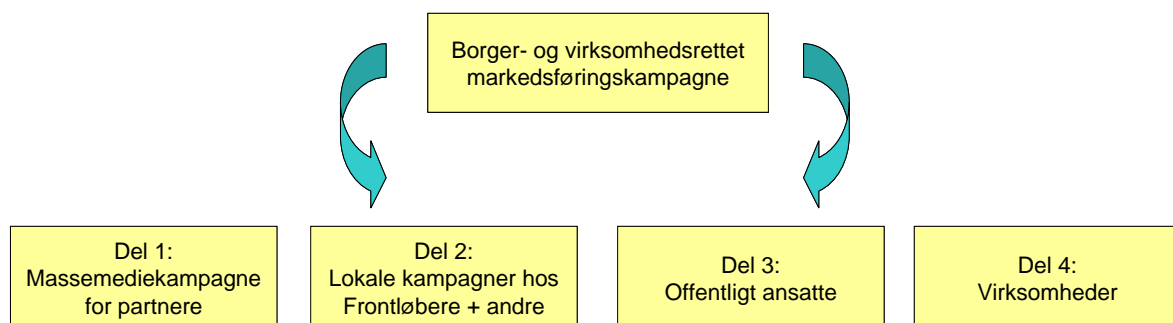 Borger- og virksomhedsrettet
markedsføringskampagne
Del 1:
Massemediekampagne
for partnere
Del 2:
Lokale kampagner hos
Frontløbere + andre
Del 3:
Offentligt ansatte
Del 4:
Virksomheder